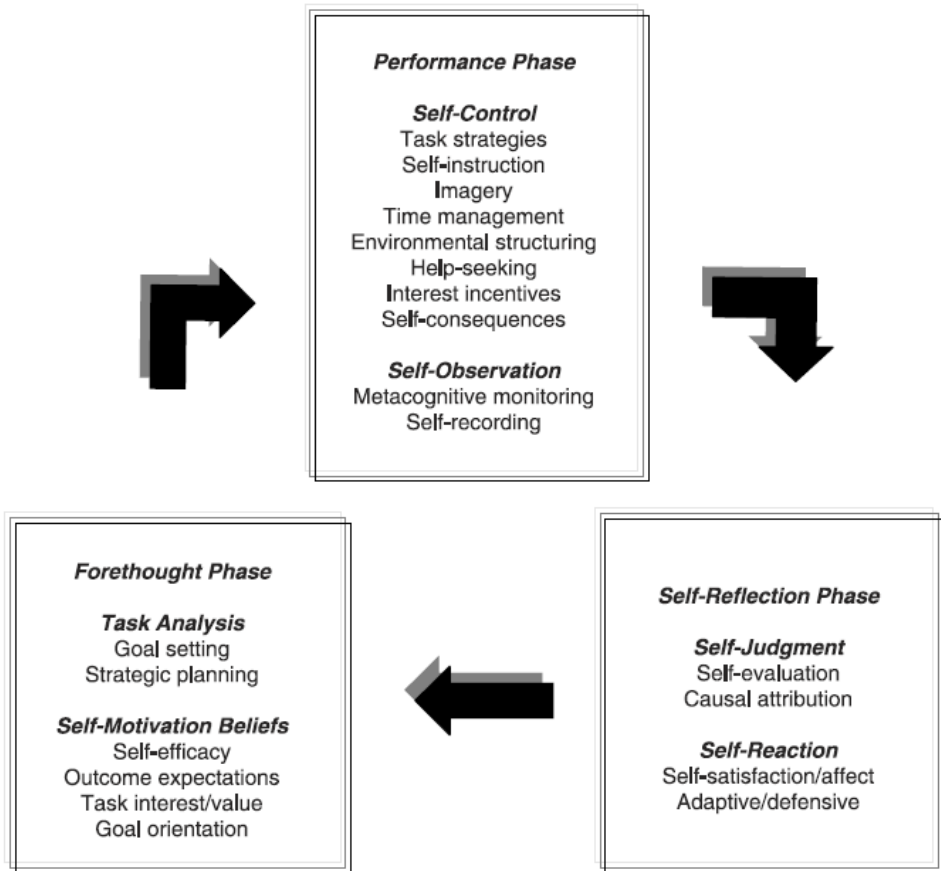 Performance Phase
Self-Control
Task strategies
Self-instruction
Imagery
Time management
Environmental structuring
Help-seeking
Interest incentives
Self-consequences
Self-Observation
Metacognitive monitoring
Self-recording
Forethought Phase
Task Analysis
Goal setting
Strategic planning
Self-Motivation Beliefs
Self-efficacy
Outcome expectations
Task interest/value
Goal orientation
Self-Reflection Phase
Self-Judgment
Self-evaluation
Causal attribution
Self-Reaction
Self-satisfaction/affect
Adaptive/defensive